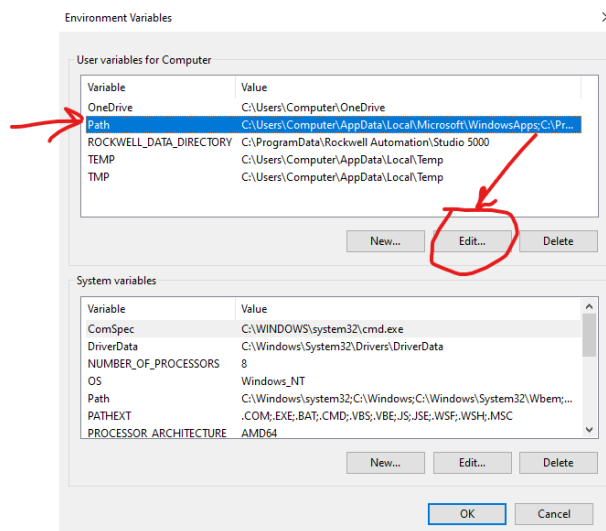 Environment Variables
User variables for Computer
Variable Value
OneDrive C:\Users\Computer\OneDrive
Path C:\Users\Computer\AppData\Local\Microsoft\WindowsApps;C:\Pr...
ROCKWELL_DATA_DIRECTORY C:\ProgramData\Rockwell Automation\Studio 5000
TEMP C:\Users\Computer\AppData\Local\Temp
TMP C:\Users\Computer\AppData\Local\Temp
New... Edit... Delete
System variables
Variable Value
ComSpec C:\WINDOWS\system32\cmd.exe
DriverData C:\Windows\System32\Drivers\DriverData
NUMBER_OF_PROCESSORS 8
OS Windows_NT
Path C:\Windows\system32;C:\Windows;C:\Windows\System32\Wbem;...
PATHEXT .COM;.EXE;.BAT;.CMD;.VBS;.VBE;.JS;.JSE;.WSF;.WSH;.MSC
PROCESSOR_ARCHITECTURE AMD64
New... Edit... Delete
OK Cancel